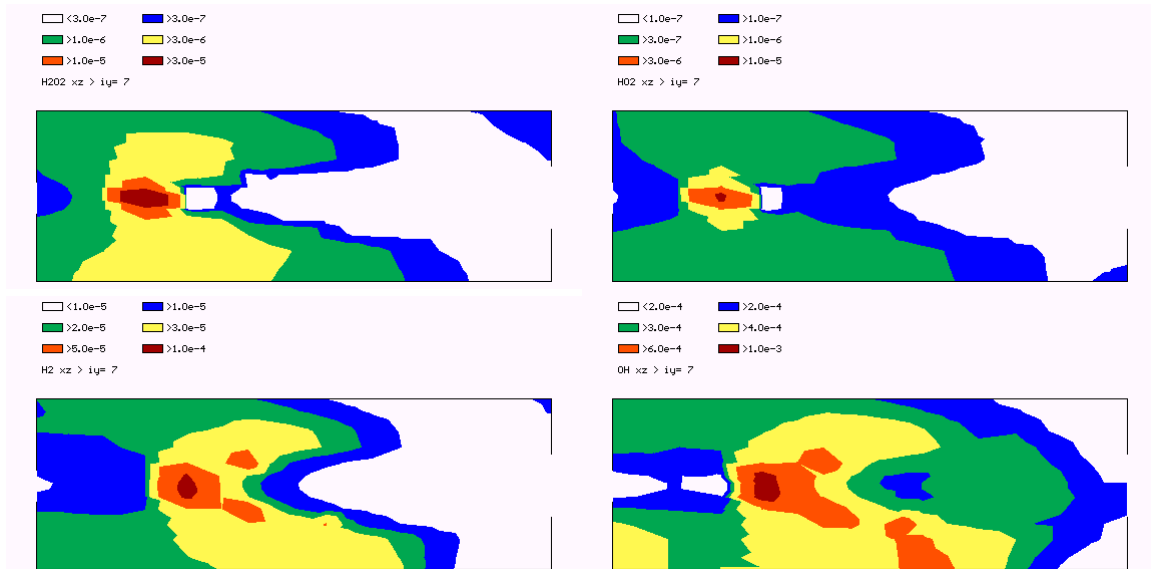 <3.0e-7 >3.0e-7
>1.0e-6 >3.0e-6
>1.0e-5 >3.0e-5
H2O2 xz > iy= 7
<1.0e-7 >1.0e-7
>3.0e-7 >1.0e-6
>3.0e-6 >1.0e-5
HO2 xz > iy= 7
<1.0e-5 >1.0e-5
>2.0e-5 >3.0e-5
>5.0e-5 >1.0e-4
H2 xz > iy= 7
<2.0e-4 >2.0e-4
>3.0e-4 >4.0e-4
>6.0e-4 >1.0e-3
OH xz > iy= 7